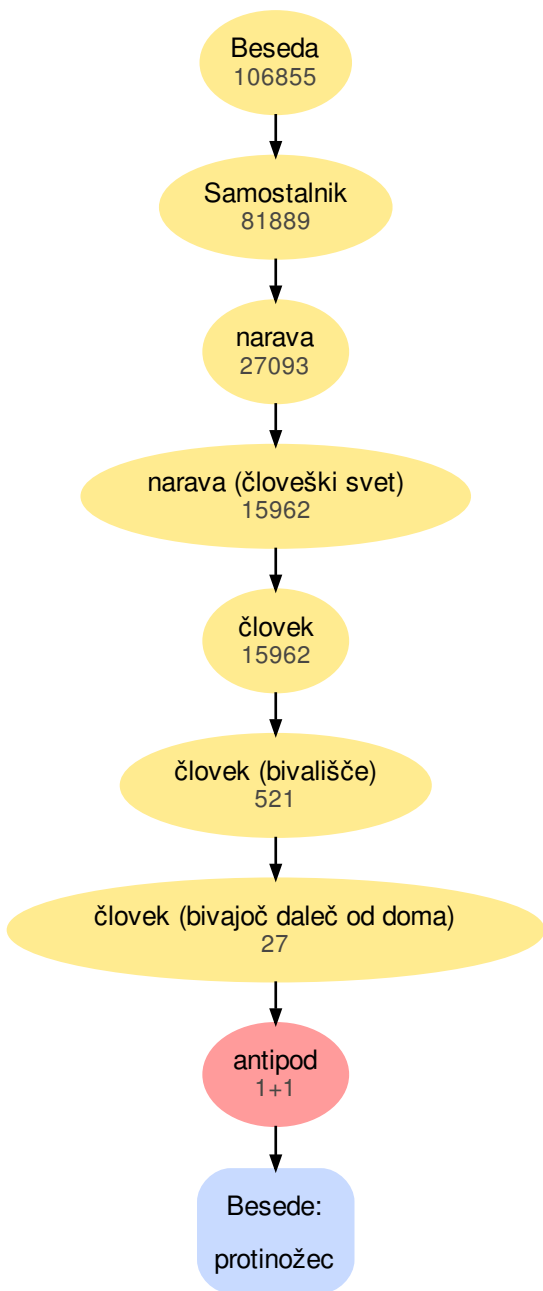 Beseda
106855
Samostalnik
81889
narava
27093
narava (človeški svet)
15962
človek
15962
človek (bivališče)
521
človek (bivajoč daleč od doma)
27
antipod
1+1
Besede:
protinožec